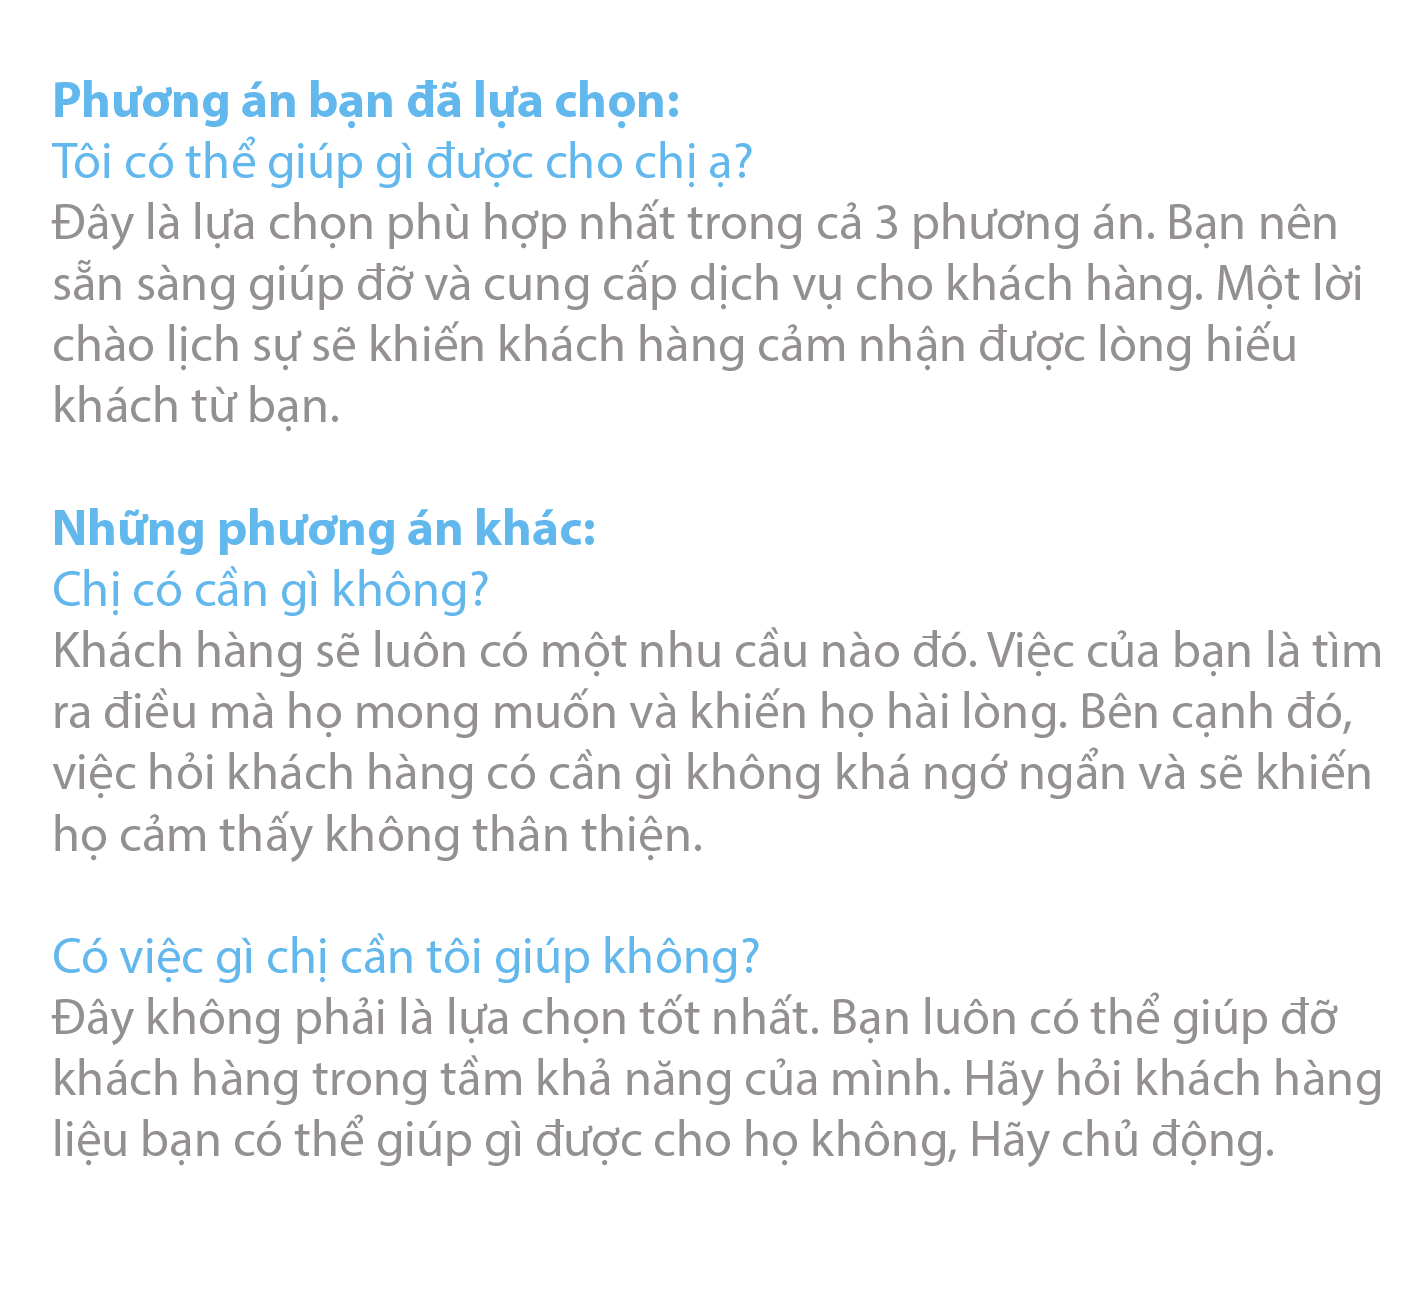 Phương án bạn đã lựa chọn:
Tôi có thể giúp gì được cho chị ạ?
Đây là lựa chọn phù hợp nhất trong cả 3 phương án. Bạn nên
sẵn sàng giúp đỡ và cung cấp dịch vụ cho khách hàng. Một lời
chào lịch sự sẽ khiến khách hàng cảm nhận được lòng hiếu
khách từ bạn.
Những phương án khác:
Chị có cần gì không?
Khách hàng sẽ luôn có một nhu cầu nào đó. Việc của bạn là tìm
ra điều mà họ mong muốn và khiến họ hài lòng. Bên cạnh đó,
việc hỏi khách hàng có cần gì không khá ngớ ngẩn và sẽ khiến
họ cảm thấy không thân thiện.
Có việc gì chị cần tôi giúp không?
Đây không phải là lựa chọn tốt nhất. Bạn luôn có thể giúp đỡ
khách hàng trong tầm khả năng của mình. Hãy hỏi khách hàng
liệu bạn có thể giúp gì được cho họ không, Hãy chủ động.